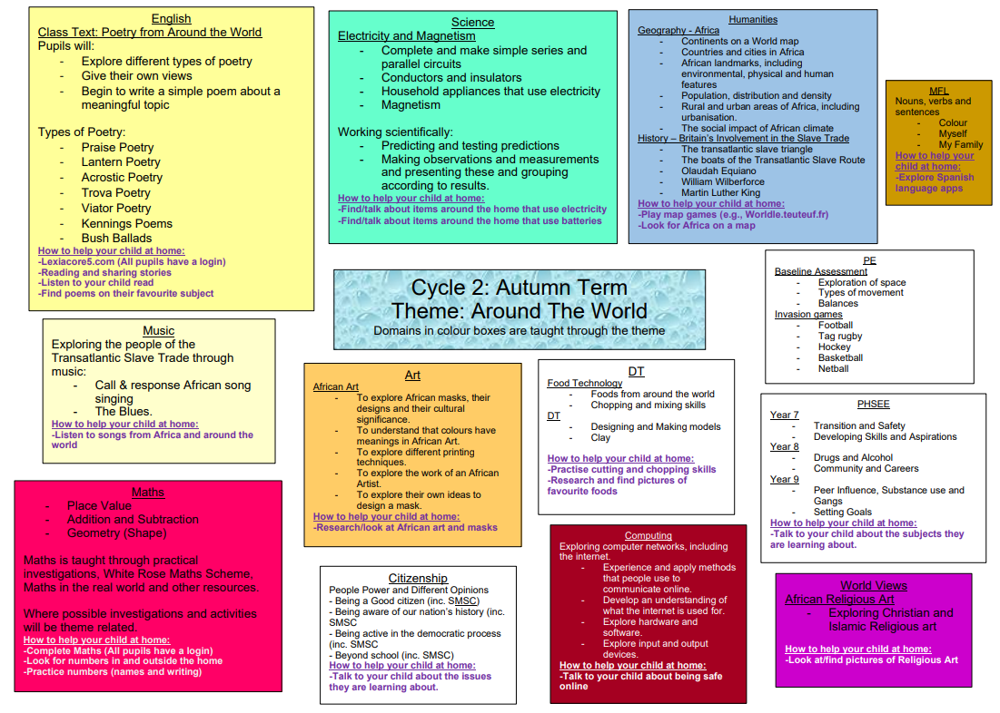 English
Class Text: Poetry from Around the World
Pupils will:
- Explore different types of poetry
- Give their own views
- Begin to write a simple poem about a
meaningful topic
Types of Poetry:
- Praise Poetry
- Lantern Poetry
- Acrostic Poetry
- Trova Poetry
- Viator Poetry
- Kennings Poems
- Bush Ballads
How to help your child at home:
-Lexiacore5.com (All pupils have a login)
-Reading and sharing stories
-Listen to your child read
-Find poems on their favourite subject
Science
Electricity and Magnetism
- Complete and make simple series and
parallel circuits
- Conductors and insulators
- Household appliances that use electricity
- Magnetism
Working scientifically:
- Predicting and testing predictions
- Making observations and measurements
and presenting these and grouping
according to results.
How to help your child at home:
-Find/talk about items around the home that use electricity
-Find/talk about items around the home that use batteries
Humanities
Geography - Africa
- Continents on a World map
- Countries and cities in Africa
- African landmarks, including
environmental, physical and human
features
- Population, distribution and density
- Rural and urban areas of Africa, including
urbanisation.
- The social impact of African climate
History – Britain's Involvement in the Slave Trade
- The transatlantic slave triangle
- The boats of the Transatlantic Slave Route
- Olaudah Equiano
- William Wilberforce
- Martin Luther King
How to help your child at home:
-Play map games (e.g., Worldle.teuteuf.fr)
-Look for Africa on a map
MFL
Nouns, verbs and
sentences
- Colour
- Myself
- My Family
How to help your
child at home:
-Explore Spanish
language apps
Cycle 2: Autumn Term
Theme: Around The World
Domains in colour boxes are taught through the theme
PE
Baseline Assessment
- Exploration of space
- Types of movement
- Balances
Invasion games
- Football
- Tag rugby
- Hockey
- Basketball
- Netball
Music
Exploring the people of the
Transatlantic Slave Trade through
music:
- Call & response African song
singing
- The Blues.
How to help your child at home:
-Listen to songs from Africa and around the
world
Art
African Art
- To explore African masks, their
designs and their cultural
significance.
- To understand that colours have
meanings in African Art.
- To explore different printing
techniques.
- To explore the work of an African
Artist.
- To explore their own ideas to
design a mask.
How to help your child at home:
-Research/look at African art and masks
DT
Food Technology
- Foods from around the world
- Chopping and mixing skills
DT
- Designing and Making models
- Clay
How to help your child at home:
-Practise cutting and chopping skills
-Research and find pictures of
favourite foods
PHSEE
Year 7
- Transition and Safety
- Developing Skills and Aspirations
Year 8
- Drugs and Alcohol
- Community and Careers
Year 9
- Peer Influence, Substance use and
Gangs
- Setting Goals
How to help your child at home:
-Talk to your child about the subjects they
are learning about.
Maths
- Place Value
- Addition and Subtraction
- Geometry (Shape)
Maths is taught through practical
investigations, White Rose Maths Scheme,
Maths in the real world and other resources.
Where possible investigations and activities
will be theme related.
How to help your child at home:
-Complete Maths (All pupils have a login)
-Look for numbers in and outside the home
-Practice numbers (names and writing)
Citizenship
People Power and Different Opinions
- Being a Good citizen (inc. SMSC)
- Being aware of our nation's history (inc.
SMSC
- Being active in the democratic process
(inc. SMSC
- Beyond school (inc. SMSC)
How to help your child at home:
-Talk to your child about the issues
they are learning about.
Computing
Exploring computer networks, including
the internet.
- Experience and apply methods
that people use to
communicate online.
- Develop an understanding of
what the internet is used for.
- Explore hardware and
software.
- Explore input and output
devices.
How to help your child at home:
-Talk to your child about being safe
online
World Views
African Religious Art
- Exploring Christian and
Islamic Religious art
How to help your child at home:
-Look at/find pictures of Religious Art